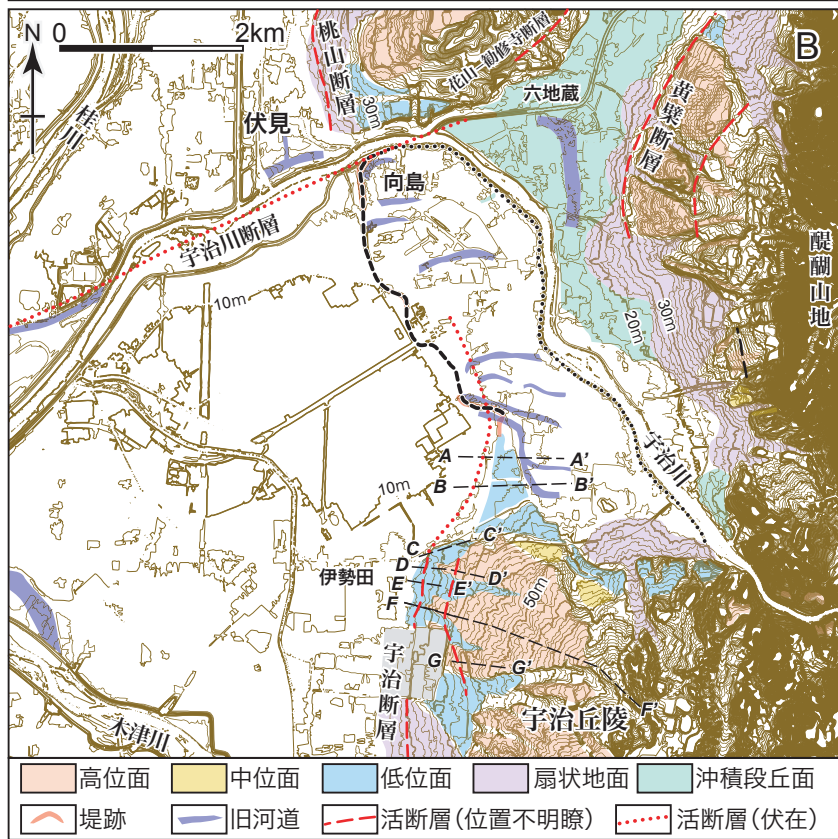 B
N 0 2km
桃山断層
花山-勧修寺断層
30m
六地蔵
黄檗断層
桂川
伏見
向島
宇治川断層
醍醐山地
10m
30m
20m
宇治川
A A'
B B'
10m
C C'
伊勢田
D D'
E E'
F F'
50m
G G'
宇治断層
宇治丘陵
木津川
高位面 中位面 低位面 扇状地面 沖積段丘面
堤跡 旧河道 活断層(位置不明瞭) 活断層(伏在)